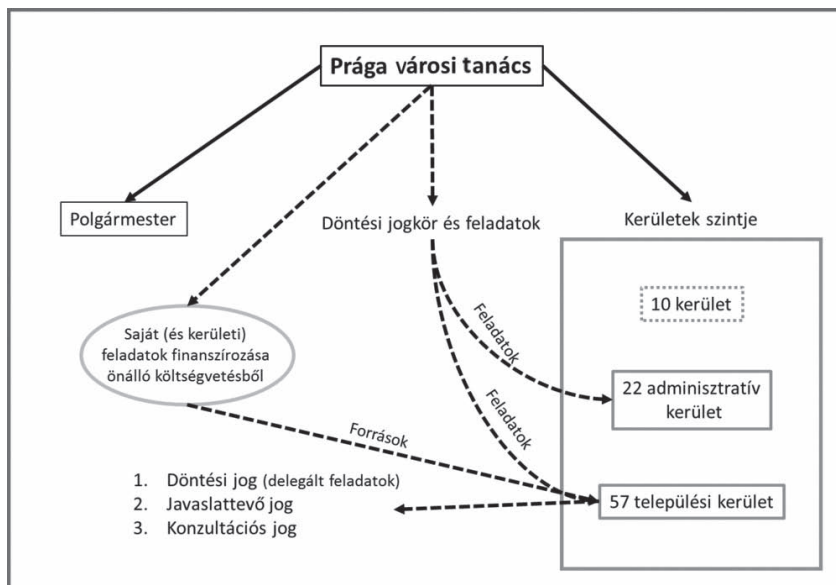 Prága városi tanács
Polgármester
Döntési jogkör és feladatok
Kerületek szintje
10 kerület
Feladatok
Saját (és kerületi)
feladatok finanszírozása
önálló költségvetésből
22 adminisztratív
kerület
Feladatok
Források
1. Döntési jog (delegált feladatok)
2. Javaslattevő jog
3. Konzultációs jog
57 települési kerület